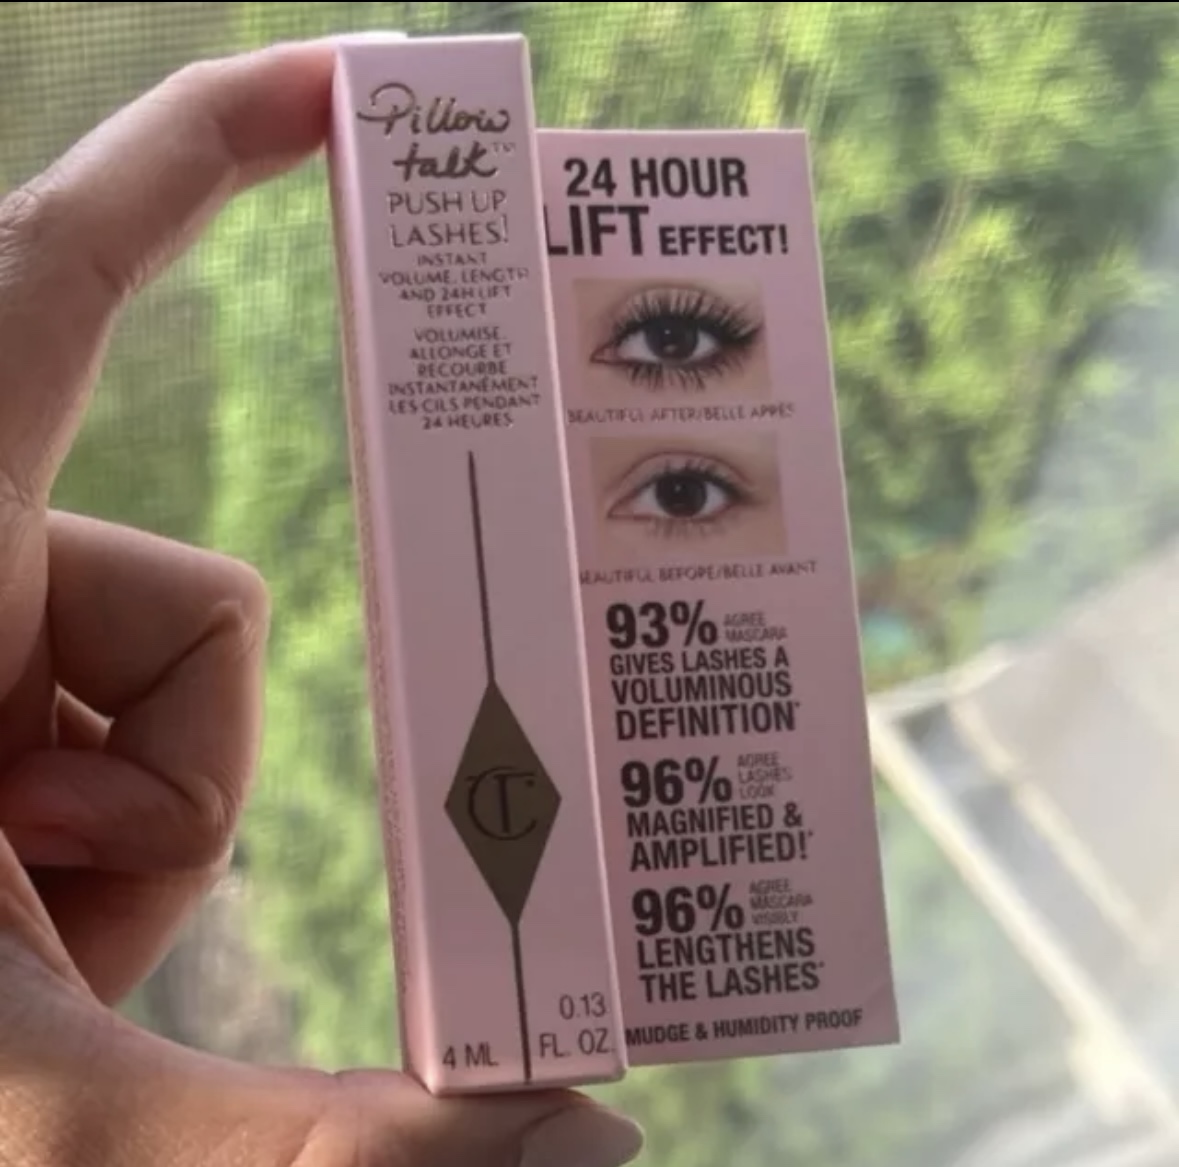 Pillow
talk™
PUSH UP
LASHES!
INSTANT
VOLUME, LENGTH
AND 24H LIFT
EFFECT
VOLUMISE,
ALLONGE ET
RECOURBE
INSTANTANÉMENT
LES CILS PENDANT
24 HEURES
CT
0.13
4 ML FL. OZ.
24 HOUR
LIFT EFFECT!
BEAUTIFUL AFTER/BELLE APRÈS
BEAUTIFUL BEFORE/BELLE AVANT
93% AGREE
MASCARA
GIVES LASHES A
VOLUMINOUS
DEFINITION*
96% AGREE
LASHES
LOOK
MAGNIFIED &
AMPLIFIED!*
96% AGREE
MASCARA
VISIBLY
LENGTHENS
THE LASHES*
MUDGE & HUMIDITY PROOF